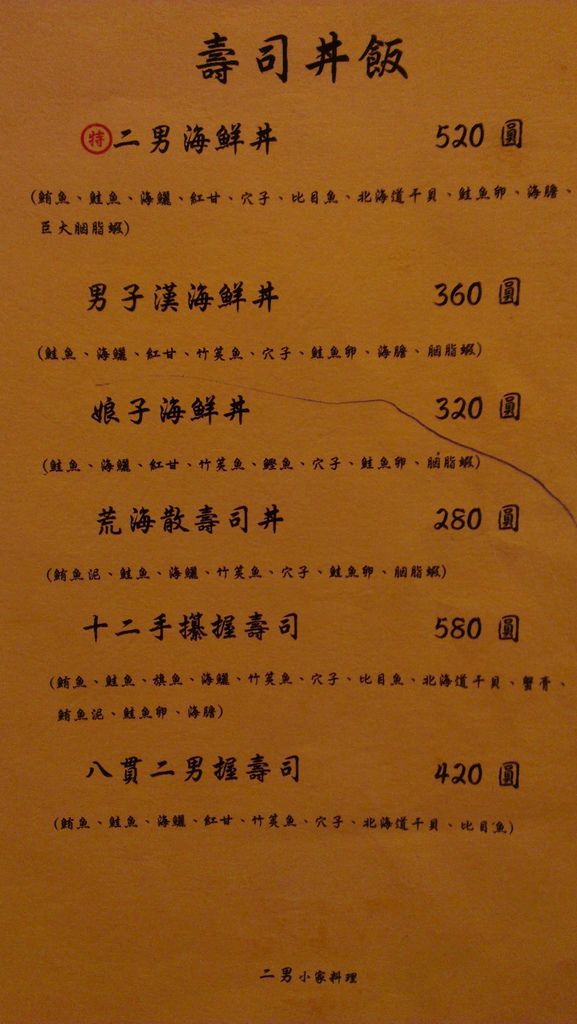 壽司丼飯
特 二男海鮮丼 520 圓
(鮪魚、鮭魚、海鱺、紅甘、穴子、比目魚、北海道干貝、鮭魚卵、海膽、
巨大胭脂蝦)
男子漢海鮮丼 360 圓
(鮭魚、海鱺、紅甘、竹莢魚、穴子、鮭魚卵、海膽、胭脂蝦)
娘子海鮮丼 320 圓
(鮭魚、海鱺、紅甘、竹莢魚、鰹魚、穴子、鮭魚卵、胭脂蝦)
荒海散壽司丼 280 圓
(鮪魚泥、鮭魚、海鱺、竹莢魚、穴子、鮭魚卵、胭脂蝦)
十二手攥握壽司 580 圓
(鮪魚、鮭魚、旗魚、海鱺、竹莢魚、穴子、比目魚、北海道干貝、蟹膏、
鮪魚泥、鮭魚卵、海膽)
八貫二男握壽司 420 圓
(鮪魚、鮭魚、海鱺、紅甘、竹莢魚、穴子、北海道干貝、比目魚)
二男小家料理